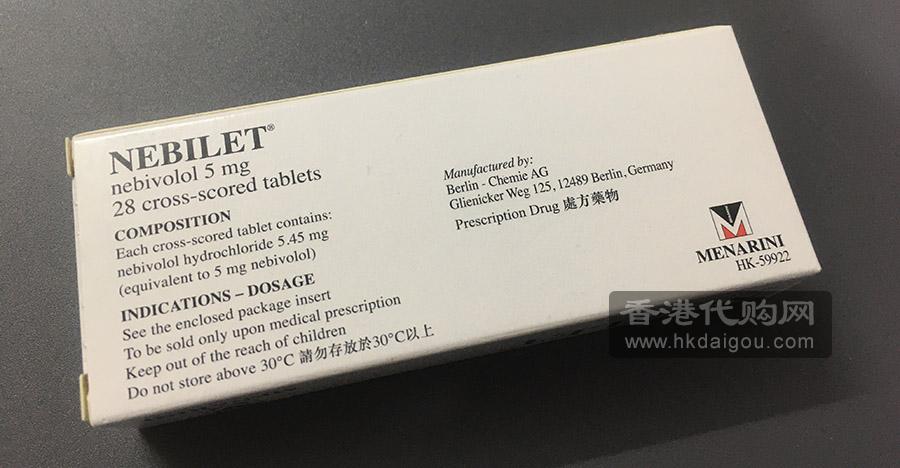 NEBILET®
nebivolol 5 mg
28 cross-scored tablets
COMPOSITION
Each cross-scored tablet contains:
nebivolol hydrochloride 5.45 mg
(equivalent to 5 mg nebivolol)
INDICATIONS – DOSAGE
See the enclosed package insert
To be sold only upon medical prescription
Keep out of the reach of children
Do not store above 30°C 請勿存放於30°C以上
Manufactured by:
Berlin - Chemie AG
Glienicker Weg 125, 12489 Berlin, Germany
Prescription Drug 處方藥物
MENARINI
HK-59922
香港代购网
www.hkdaigou.com